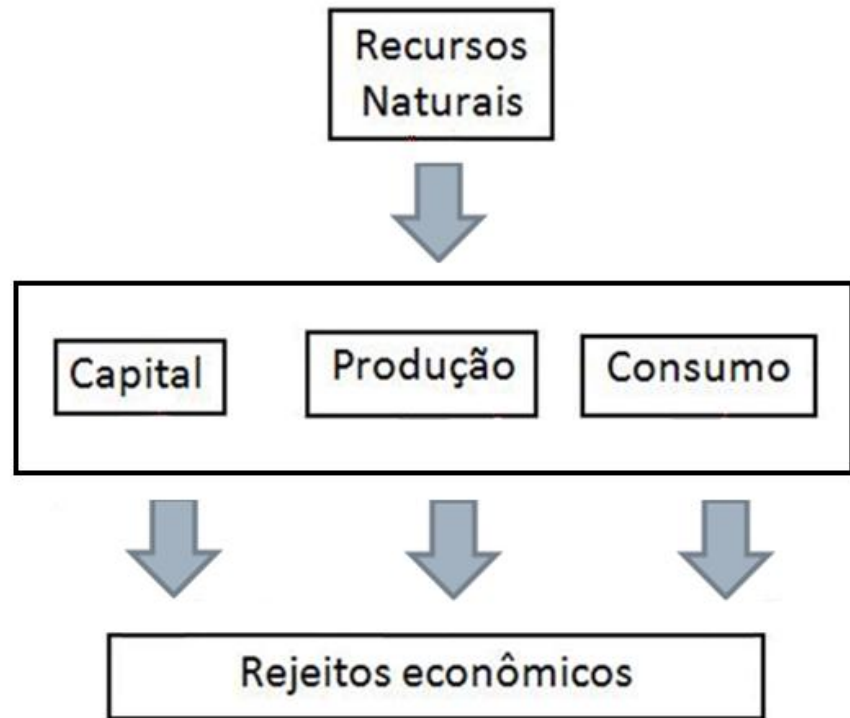 Recursos
Naturais
Capital
Produção
Consumo
Rejeitos econômicos